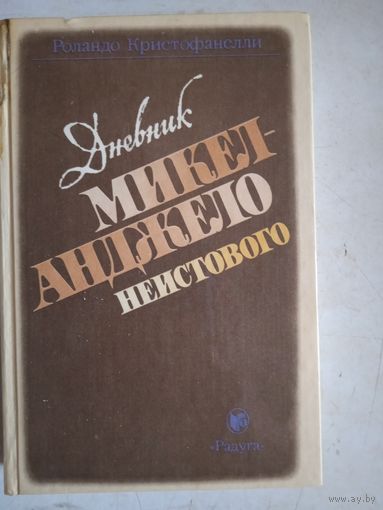 Роландо Кристофанелли
Дневник
МИКЕЛ-
АНДЖЕЛО
НЕИСТОВОГО
«Радуга»
www.ay.by